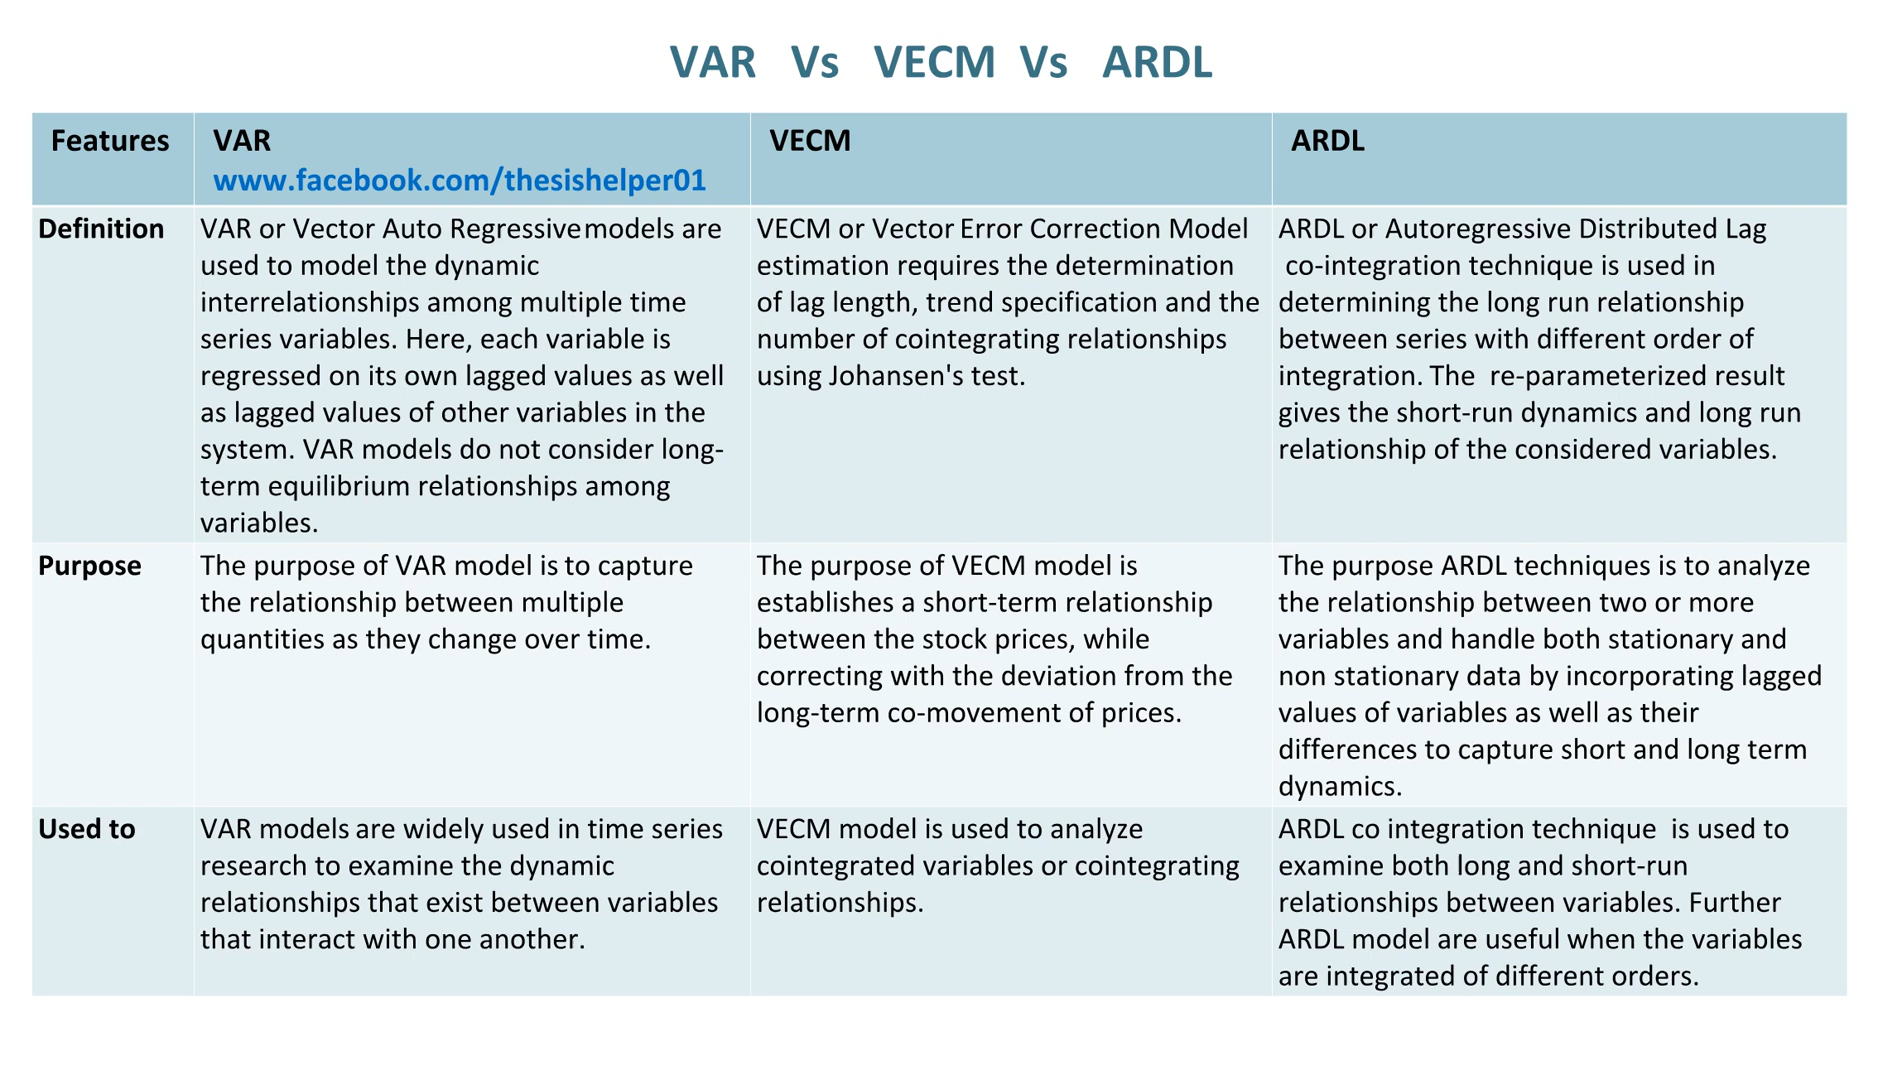 VAR Vs VECM Vs ARDL
Features
VAR
www.facebook.com/thesishelper01
VECM
ARDL
Definition
VAR or Vector Auto Regressive models are
used to model the dynamic
interrelationships among multiple time
series variables. Here, each variable is
regressed on its own lagged values as well
as lagged values of other variables in the
system. VAR models do not consider long-
term equilibrium relationships among
variables.
VECM or Vector Error Correction Model
estimation requires the determination
of lag length, trend specification and the
number of cointegrating relationships
using Johansen's test.
ARDL or Autoregressive Distributed Lag
co-integration technique is used in
determining the long run relationship
between series with different order of
integration. The re-parameterized result
gives the short-run dynamics and long run
relationship of the considered variables.
Purpose
The purpose of VAR model is to capture
the relationship between multiple
quantities as they change over time.
The purpose of VECM model is
establishes a short-term relationship
between the stock prices, while
correcting with the deviation from the
long-term co-movement of prices.
The purpose ARDL techniques is to analyze
the relationship between two or more
variables and handle both stationary and
non stationary data by incorporating lagged
values of variables as well as their
differences to capture short and long term
dynamics.
Used to
VAR models are widely used in time series
research to examine the dynamic
relationships that exist between variables
that interact with one another.
VECM model is used to analyze
cointegrated variables or cointegrating
relationships.
ARDL co integration technique is used to
examine both long and short-run
relationships between variables. Further
ARDL model are useful when the variables
are integrated of different orders.